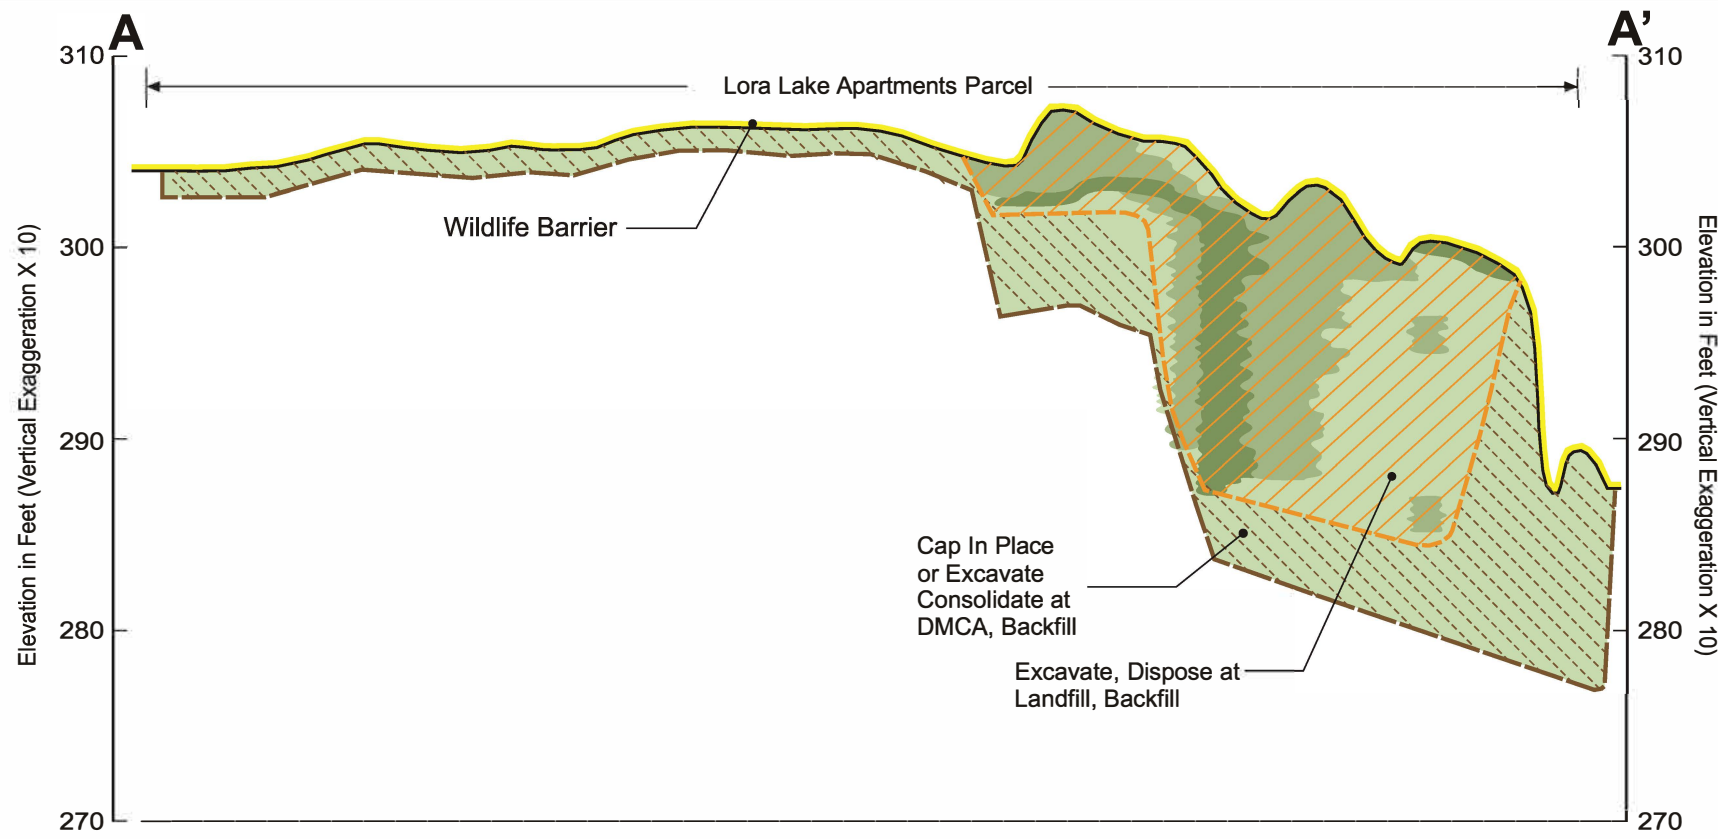 A
A’
310
310
Lora Lake Apartments Parcel
Wildlife Barrier
300
300
Elevation in Feet (Vertical Exaggeration X 10)
Elevation in Feet (Vertical Exaggeration X 10)
290
290
Cap In Place
or Excavate
Consolidate at
DMCA, Backfill
280
280
Excavate, Dispose at
Landfill, Backfill
270
270